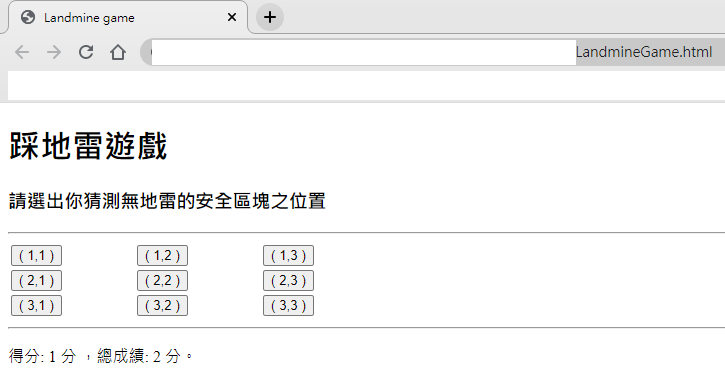 Landmine game
LandmineGame.html
踩地雷遊戲
請選出你猜測無地雷的安全區塊之位置
( 1,1 ) ( 1,2 ) ( 1,3 )
( 2,1 ) ( 2,2 ) ( 2,3 )
( 3,1 ) ( 3,2 ) ( 3,3 )
得分: 1 分 ，總成績: 2 分。